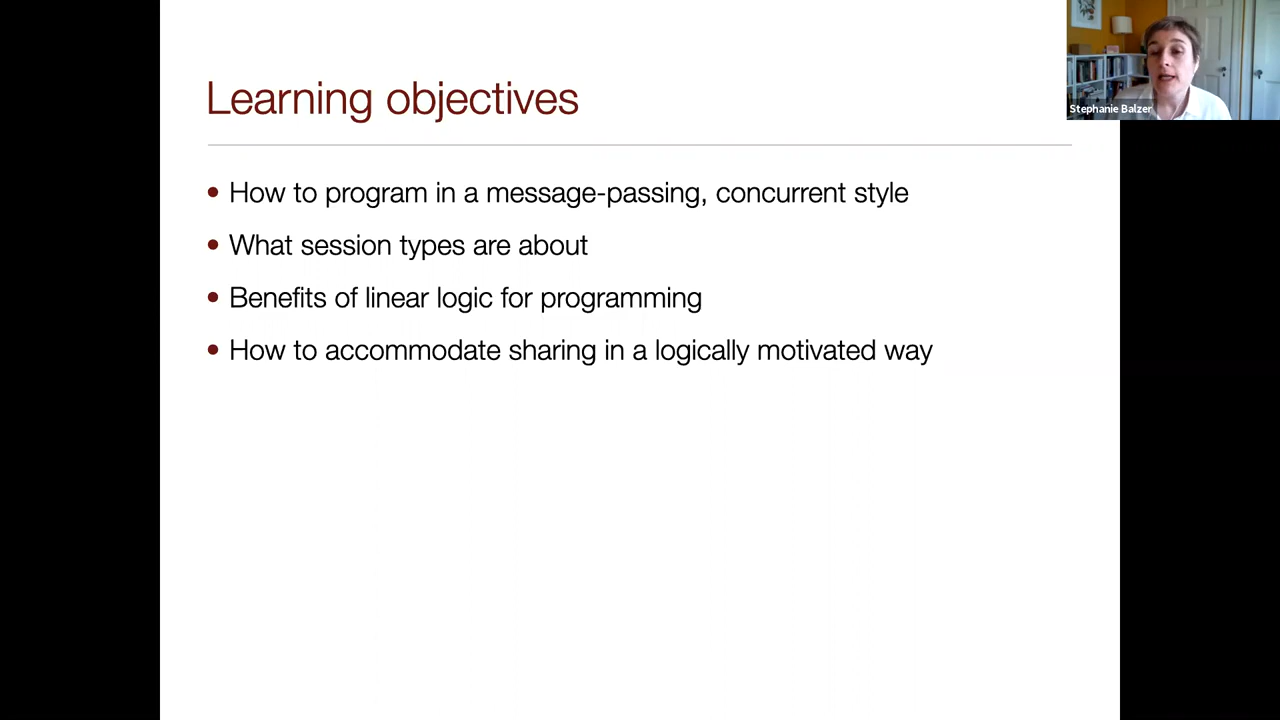 Learning objectives
Stephanie Balzer
• How to program in a message-passing, concurrent style
• What session types are about
• Benefits of linear logic for programming
• How to accommodate sharing in a logically motivated way